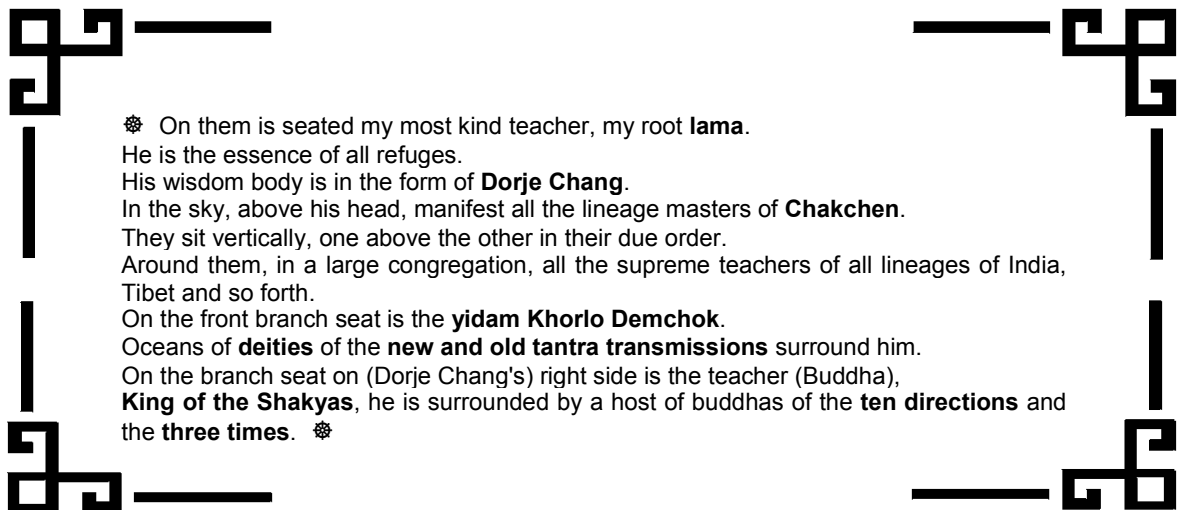 ☸ On them is seated my most kind teacher, my root lama.
He is the essence of all refuges.
His wisdom body is in the form of Dorje Chang.
In the sky, above his head, manifest all the lineage masters of Chakchen.
They sit vertically, one above the other in their due order.
Around them, in a large congregation, all the supreme teachers of all lineages of India,
Tibet and so forth.
On the front branch seat is the yidam Khorlo Demchok.
Oceans of deities of the new and old tantra transmissions surround him.
On the branch seat on (Dorje Chang's) right side is the teacher (Buddha),
King of the Shakyas, he is surrounded by a host of buddhas of the ten directions and
the three times. ☸